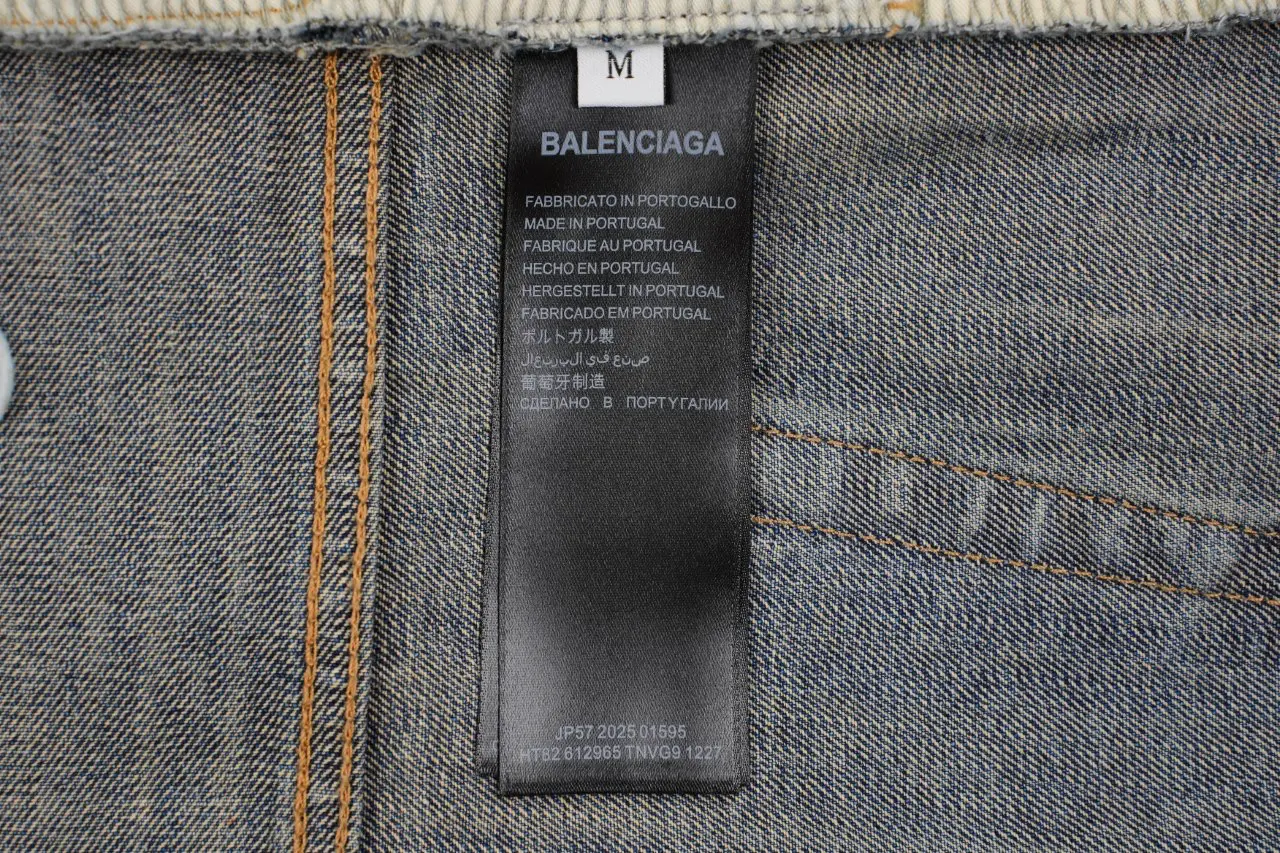 M
BALENCIAGA
FABBRICATO IN PORTOGALLO
MADE IN PORTUGAL
FABRIQUE AU PORTUGAL
HECHO EN PORTUGAL
HERGESTELLT IN PORTUGAL
FABRICADO EM PORTUGAL
ポルトガル製
صنع في البرتغال
葡萄牙制造
СДЕЛАНО В ПОРТУГАЛИИ
JP57 2025 01595
HT62 612965 TNVG9 1227